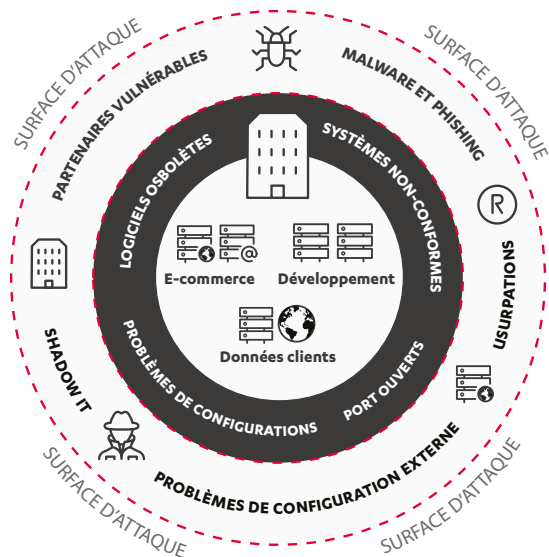 SURFACE D'ATTAQUE
SURFACE D'ATTAQUE
PARTENAIRES VULNÉRABLES
MALWARE ET PHISHING
LOGICIELS OSBOLÈTES
SYSTÈMES NON-CONFORMES
R
E-commerce
@
Développement
Données clients
USURPATIONS
SHADOW IT
PROBLÈMES DE CONFIGURATIONS
PORT OUVERTS
PROBLÈMES DE CONFIGURATION EXTERNE
SURFACE D'ATTAQUE
SURFACE D'ATTAQUE